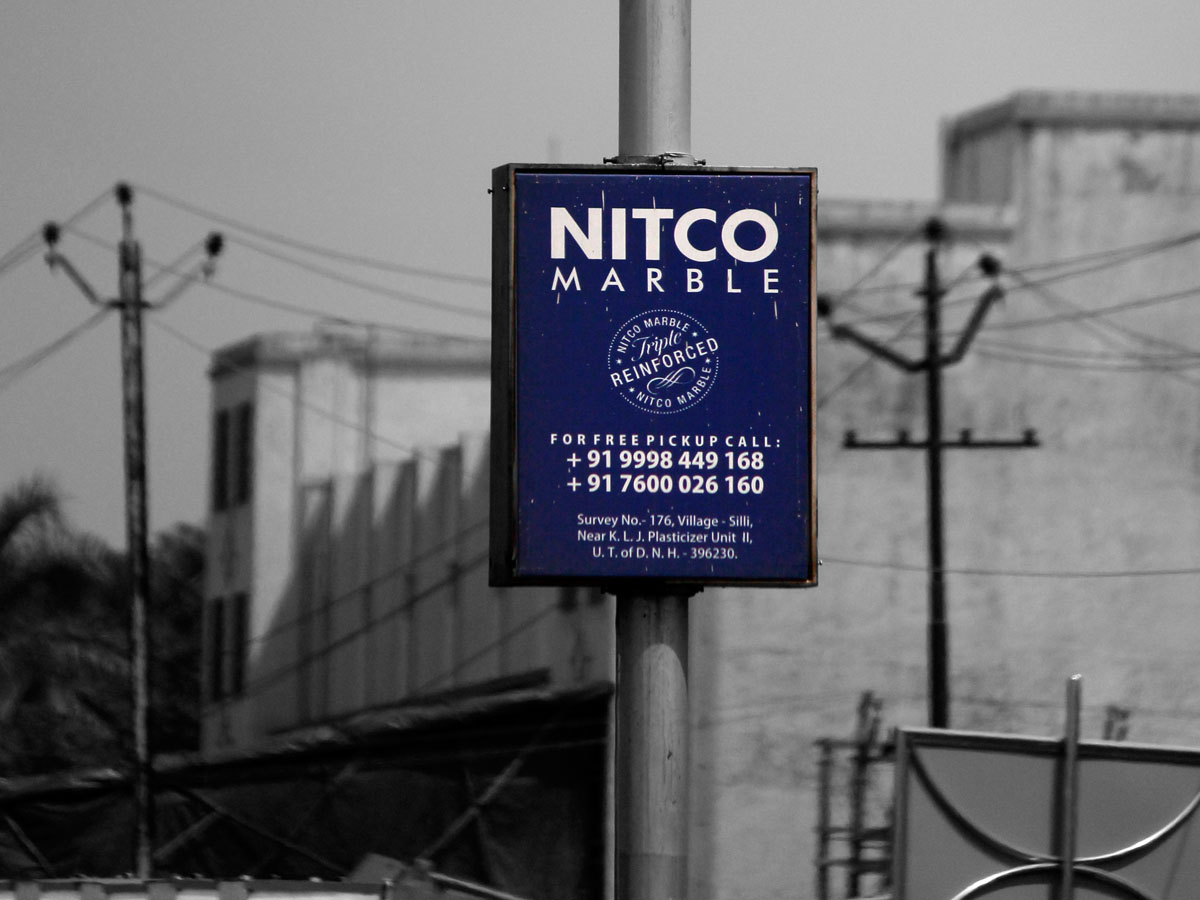 NITCO
MARBLE
NITCO MARBLE
Triple
REINFORCED
NITCO MARBLE
FOR FREE PICKUP CALL:
+ 91 9998 449 168
+ 91 7600 026 160
Survey No.- 176, Village - Silli,
Near K. L. J. Plasticizer Unit II,
U. T. of D. N. H. - 396230.